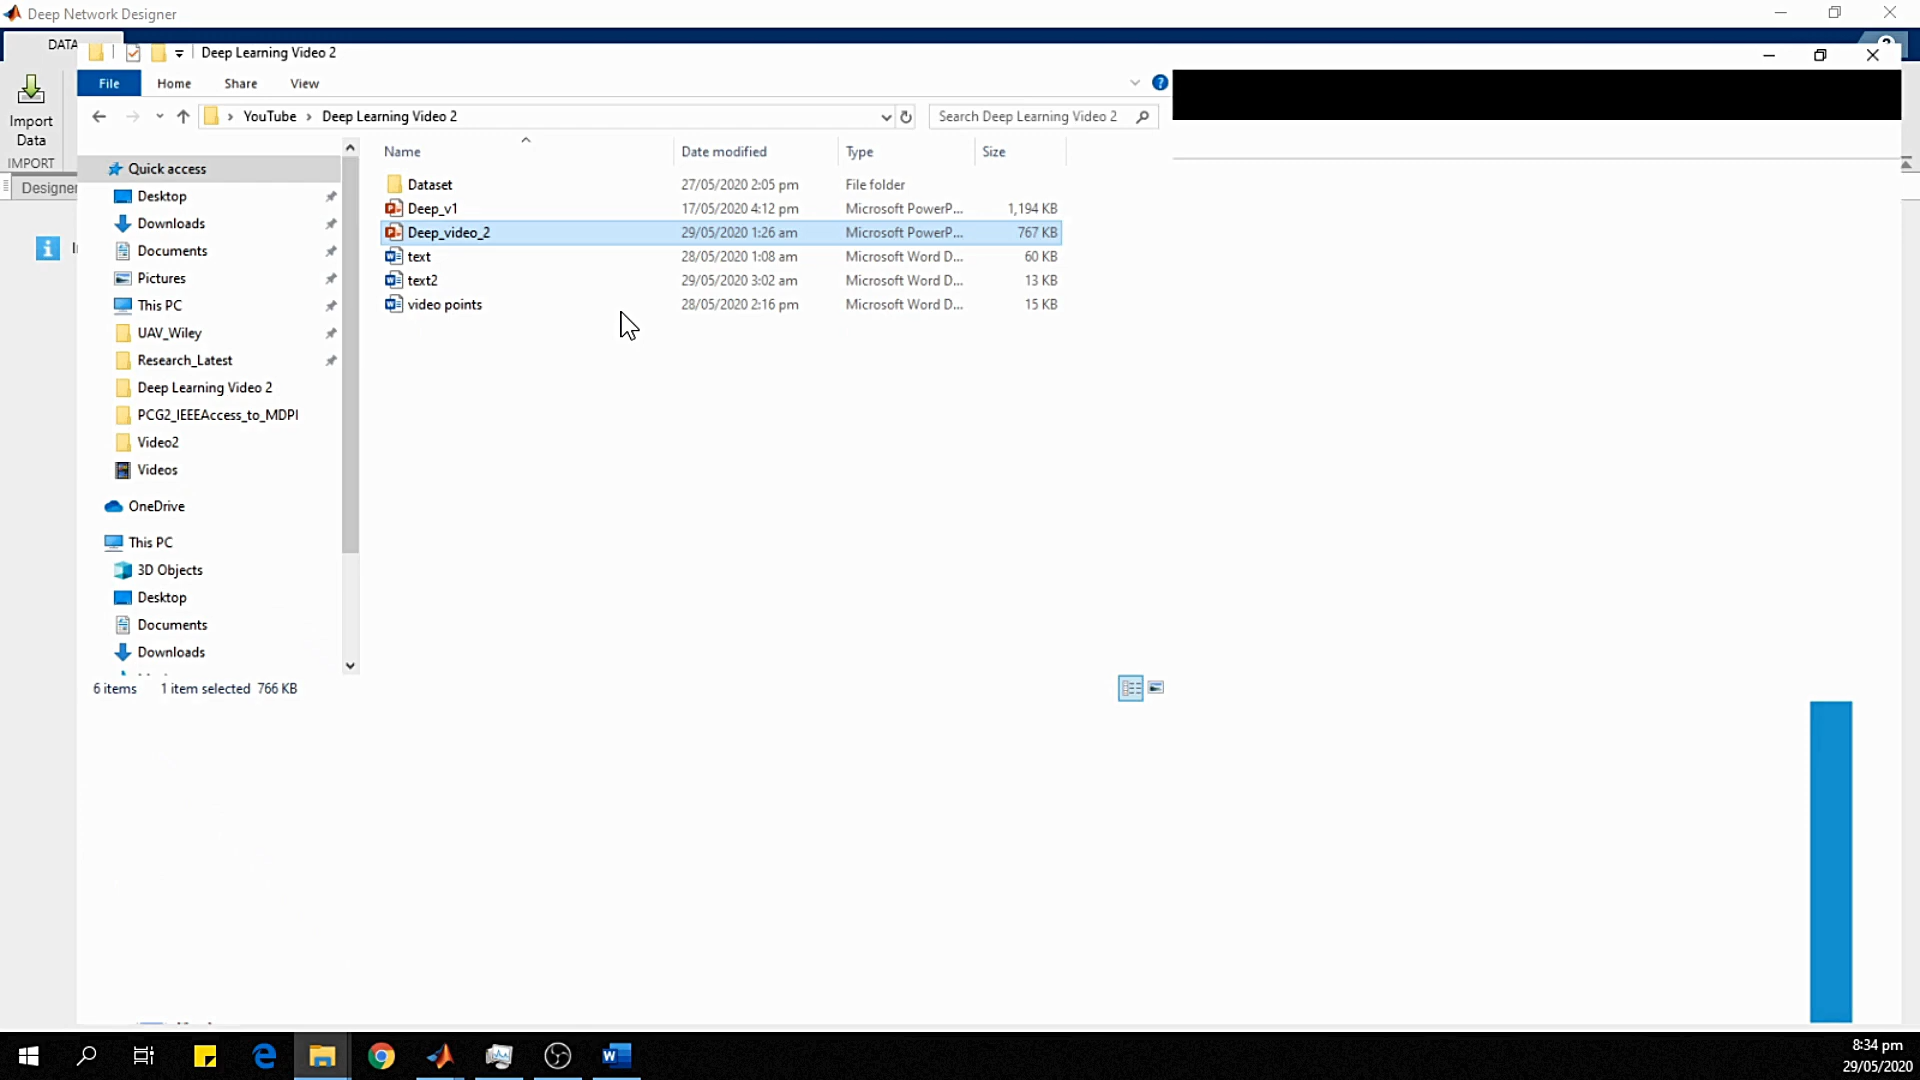 Deep Network Designer
DATA
Deep Learning Video 2
File Home Share View
?
Import
Data
IMPORT
YouTube Deep Learning Video 2
Search Deep Learning Video 2
Designer
Quick access
Desktop
Downloads
Documents
Pictures
This PC
UAV_Wiley
Research_Latest
Deep Learning Video 2
PCG2_IEEEAccess_to_MDPI
Video2
Videos
OneDrive
This PC
3D Objects
Desktop
Documents
Downloads
Name Date modified Type Size
Dataset 27/05/2020 2:05 pm File folder
Deep_v1 17/05/2020 4:12 pm Microsoft PowerP... 1,194 KB
Deep_video_2 29/05/2020 1:26 am Microsoft PowerP... 767 KB
text 28/05/2020 1:08 am Microsoft Word D... 60 KB
text2 29/05/2020 3:02 am Microsoft Word D... 13 KB
video points 28/05/2020 2:16 pm Microsoft Word D... 15 KB
6 items 1 item selected 766 KB
8:34 pm
29/05/2020